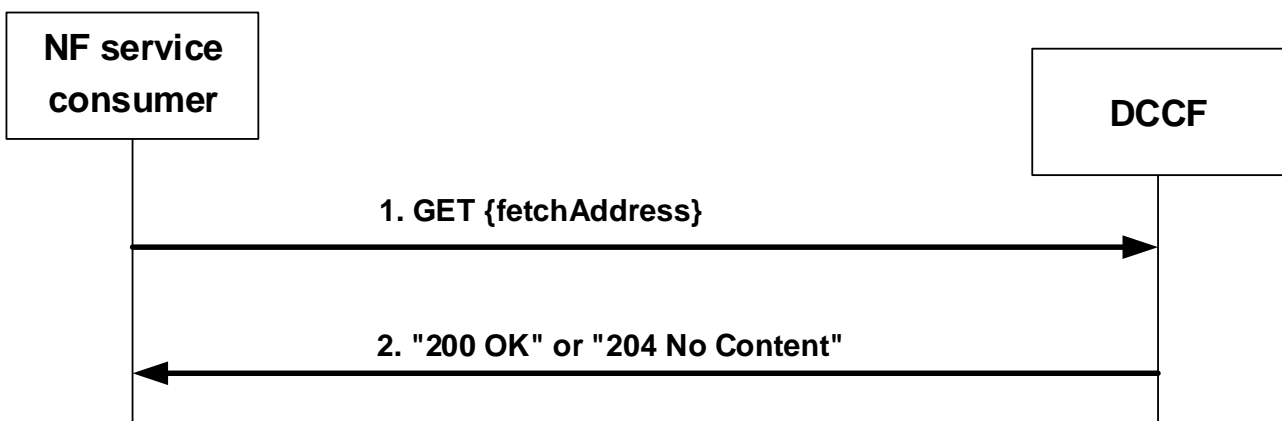 NF service
consumer
DCCF
1. GET {fetchAddress}
2. "200 OK" or "204 No Content"